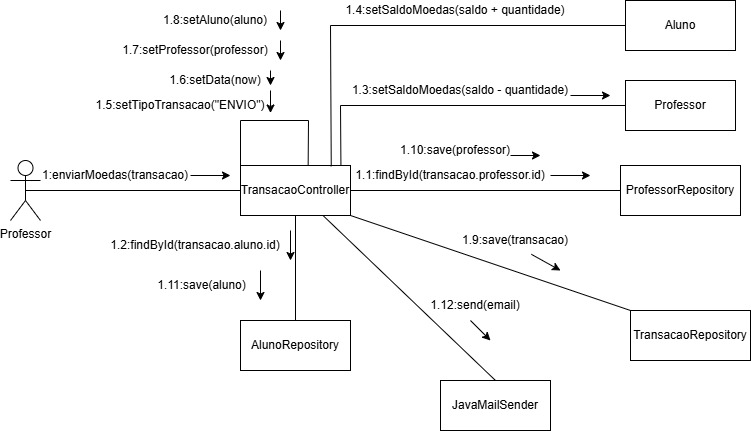 1.4:setSaldoMoedas(saldo + quantidade)
1.8:setAluno(aluno)
Aluno
1.7:setProfessor(professor)
1.6:setData(now)
1.3:setSaldoMoedas(saldo - quantidade)
1.5:setTipoTransacao("ENVIO")
Professor
1.10:save(professor)
1:enviarMoedas(transacao)
1.1:findById(transacao.professor.id)
TransacaoController
ProfessorRepository
Professor
1.2:findById(transacao.aluno.id)
1.9:save(transacao)
1.11:save(aluno)
1.12:send(email)
TransacaoRepository
AlunoRepository
JavaMailSender